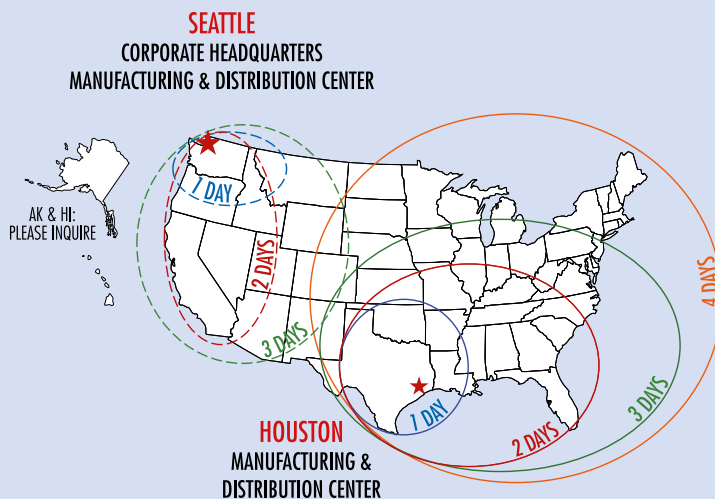 SEATTLE
CORPORATE HEADQUARTERS
MANUFACTURING & DISTRIBUTION CENTER
1 DAY
AK & HI:
PLEASE INQUIRE
2 DAYS
3 DAYS
4 DAYS
1 DAY
2 DAYS
3 DAYS
HOUSTON
MANUFACTURING &
DISTRIBUTION CENTER